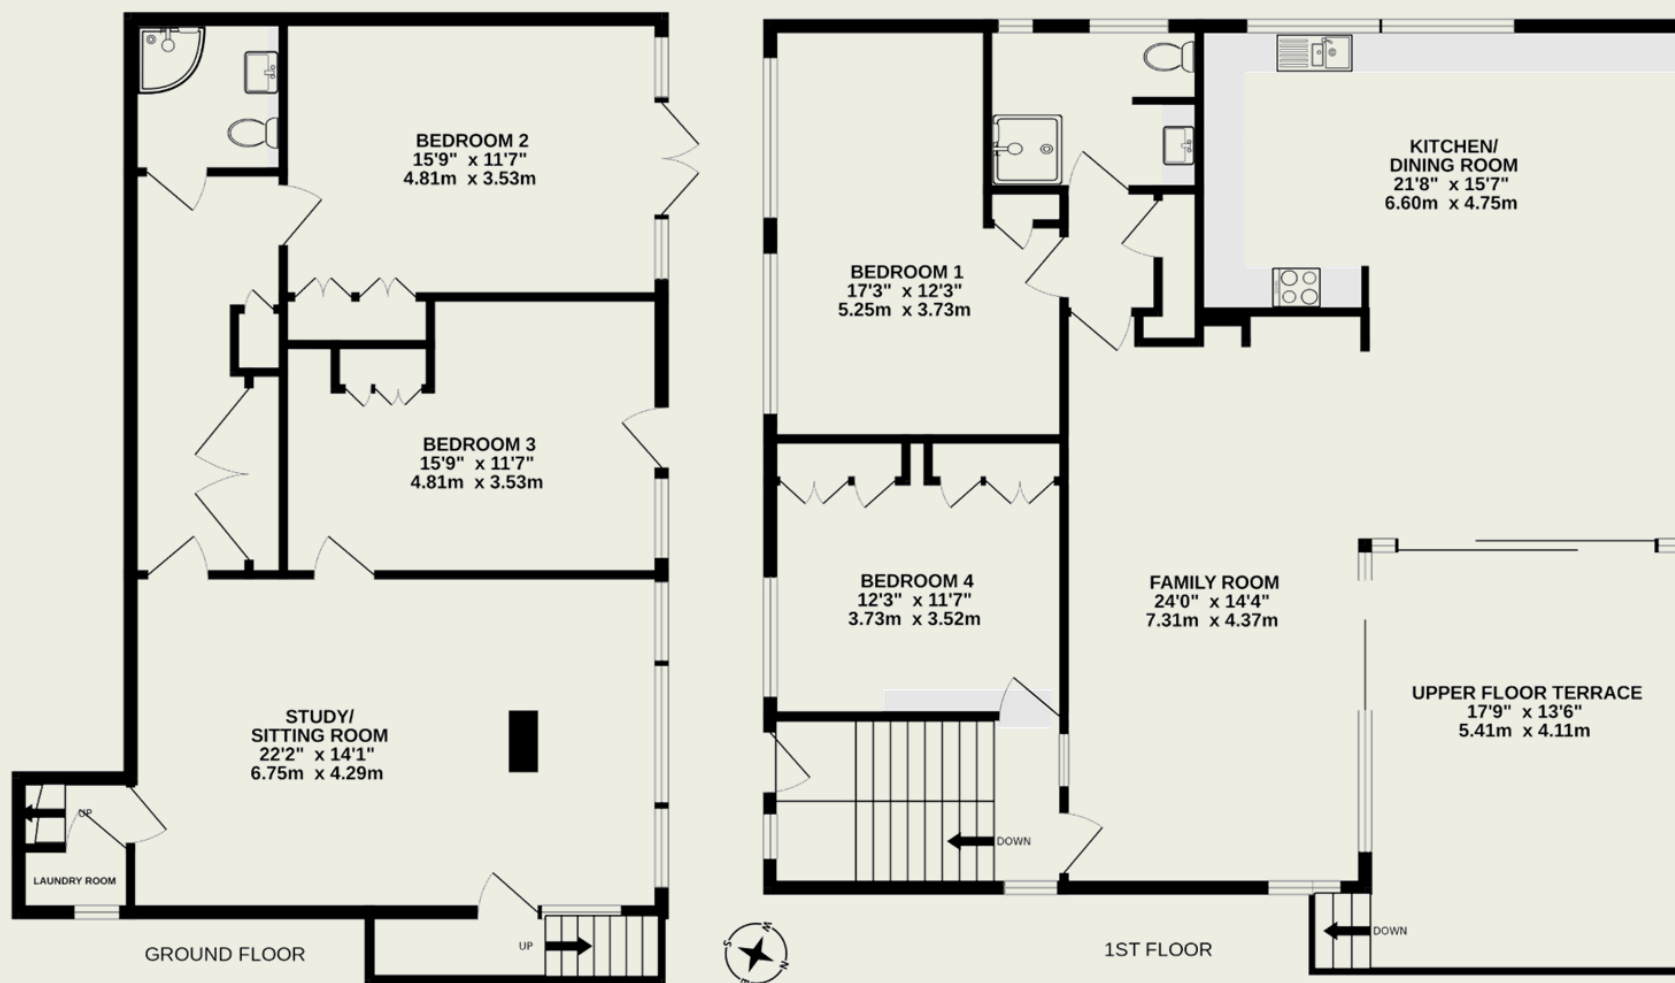 BEDROOM 2
15'9" x 11'7"
4.81m x 3.53m
BEDROOM 3
15'9" x 11'7"
4.81m x 3.53m
STUDY/
SITTING ROOM
22'2" x 14'1"
6.75m x 4.29m
UP
LAUNDRY ROOM
UP
GROUND FLOOR
KITCHEN/
DINING ROOM
21'8" x 15'7"
6.60m x 4.75m
BEDROOM 1
17'3" x 12'3"
5.25m x 3.73m
BEDROOM 4
12'3" x 11'7"
3.73m x 3.52m
FAMILY ROOM
24'0" x 14'4"
7.31m x 4.37m
UPPER FLOOR TERRACE
17'9" x 13'6"
5.41m x 4.11m
DOWN
DOWN
1ST FLOOR
W
S
N
E